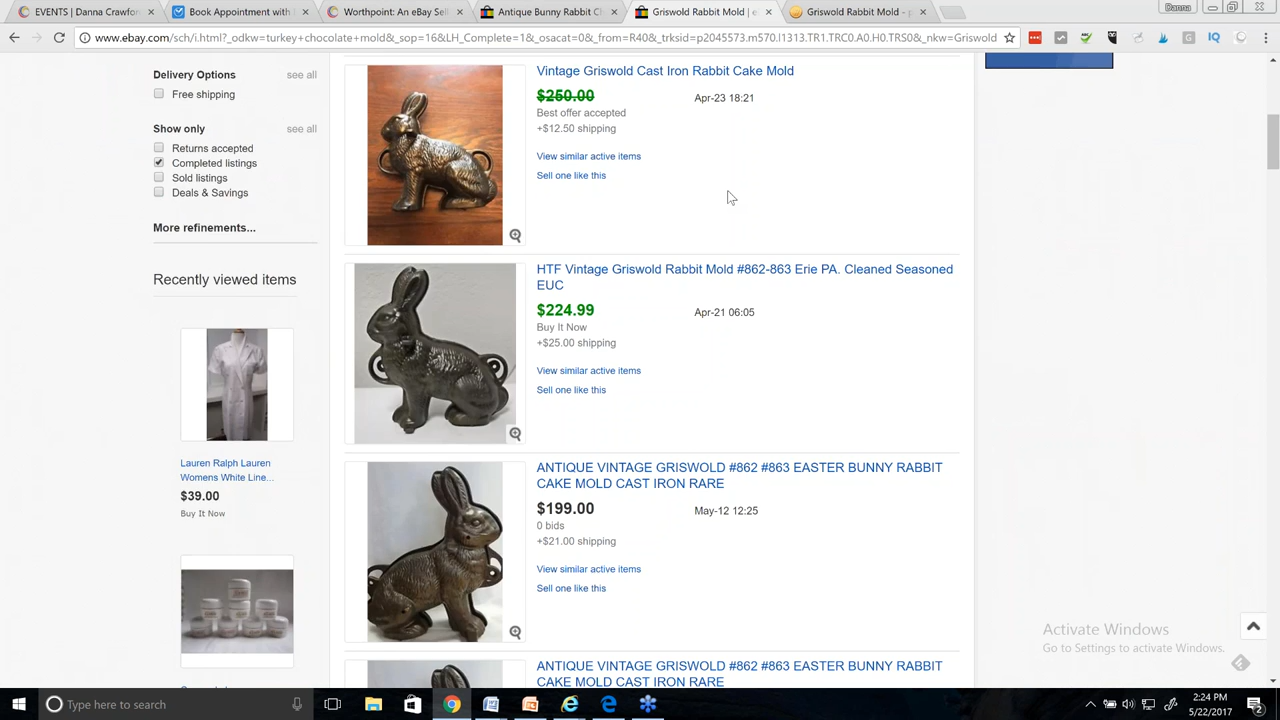 EVENTS | Danna Crawfor
Book Appointment with
Worthpoint: An eBay Sel
Antique Bunny Rabbit C
Griswold Rabbit Mold | e
Griswold Rabbit Mold -
Danna
www.ebay.com/sch/i.html?_odkw=turkey+chocolate+mold&_sop=16&LH_Complete=1&_osacat=0&_from=R40&_trksid=p2045573.m570.l1313.TR1.TRC0.A0.H0.TRS0&_nkw=Griswold
Delivery Options
see all
Free shipping
Show only
see all
Returns accepted
Completed listings
Sold listings
Deals & Savings
More refinements...
Recently viewed items
Lauren Ralph Lauren
Womens White Line...
$39.00
Buy It Now
Vintage Griswold Cast Iron Rabbit Cake Mold
$250.00
Apr-23 18:21
Best offer accepted
+$12.50 shipping
View similar active items
Sell one like this
HTF Vintage Griswold Rabbit Mold #862-863 Erie PA. Cleaned Seasoned
EUC
$224.99
Apr-21 06:05
Buy It Now
+$25.00 shipping
View similar active items
Sell one like this
ANTIQUE VINTAGE GRISWOLD #862 #863 EASTER BUNNY RABBIT
CAKE MOLD CAST IRON RARE
$199.00
May-12 12:25
0 bids
+$21.00 shipping
View similar active items
Sell one like this
ANTIQUE VINTAGE GRISWOLD #862 #863 EASTER BUNNY RABBIT
CAKE MOLD CAST IRON RARE
Activate Windows
Go to Settings to activate Windows.
Type here to search
2:24 PM
5/22/2017